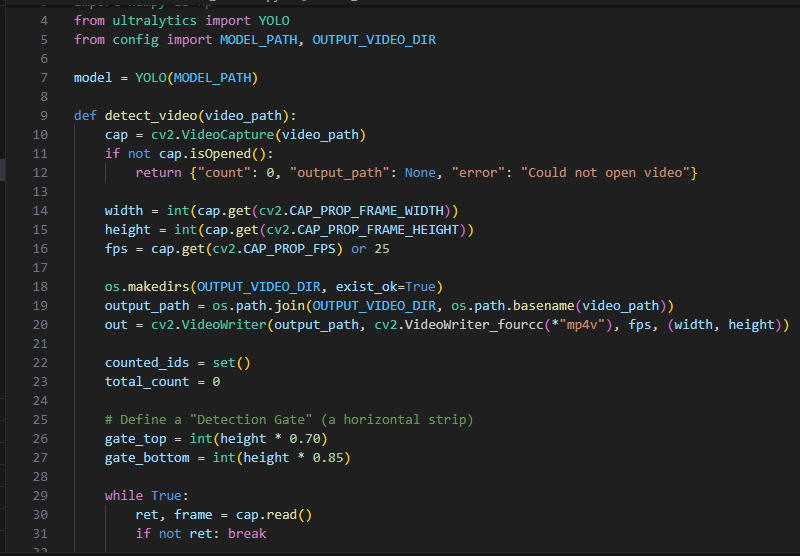 import numpy as np
4 from ultralytics import YOLO
5 from config import MODEL_PATH, OUTPUT_VIDEO_DIR
6
7 model = YOLO(MODEL_PATH)
8
9 def detect_video(video_path):
10     cap = cv2.VideoCapture(video_path)
11     if not cap.isOpened():
12         return {"count": 0, "output_path": None, "error": "Could not open video"}
13
14     width = int(cap.get(cv2.CAP_PROP_FRAME_WIDTH))
15     height = int(cap.get(cv2.CAP_PROP_FRAME_HEIGHT))
16     fps = cap.get(cv2.CAP_PROP_FPS) or 25
17
18     os.makedirs(OUTPUT_VIDEO_DIR, exist_ok=True)
19     output_path = os.path.join(OUTPUT_VIDEO_DIR, os.path.basename(video_path))
20     out = cv2.VideoWriter(output_path, cv2.VideoWriter_fourcc(*"mp4v"), fps, (width, height))
21
22     counted_ids = set()
23     total_count = 0
24
25     # Define a "Detection Gate" (a horizontal strip)
26     gate_top = int(height * 0.70)
27     gate_bottom = int(height * 0.85)
28
29     while True:
30         ret, frame = cap.read()
31         if not ret: break